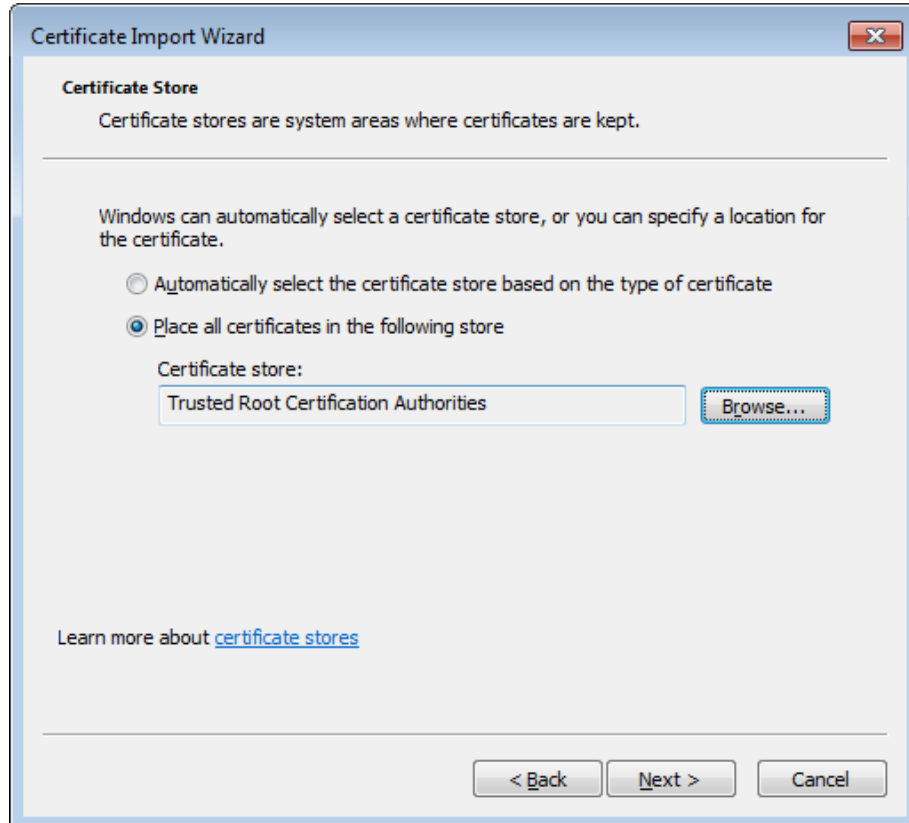 Certificate Import Wizard
Certificate Store
Certificate stores are system areas where certificates are kept.
Windows can automatically select a certificate store, or you can specify a location for
the certificate.
Automatically select the certificate store based on the type of certificate
Place all certificates in the following store
Certificate store:
Trusted Root Certification Authorities
Browse...
Learn more about certificate stores
< Back
Next >
Cancel